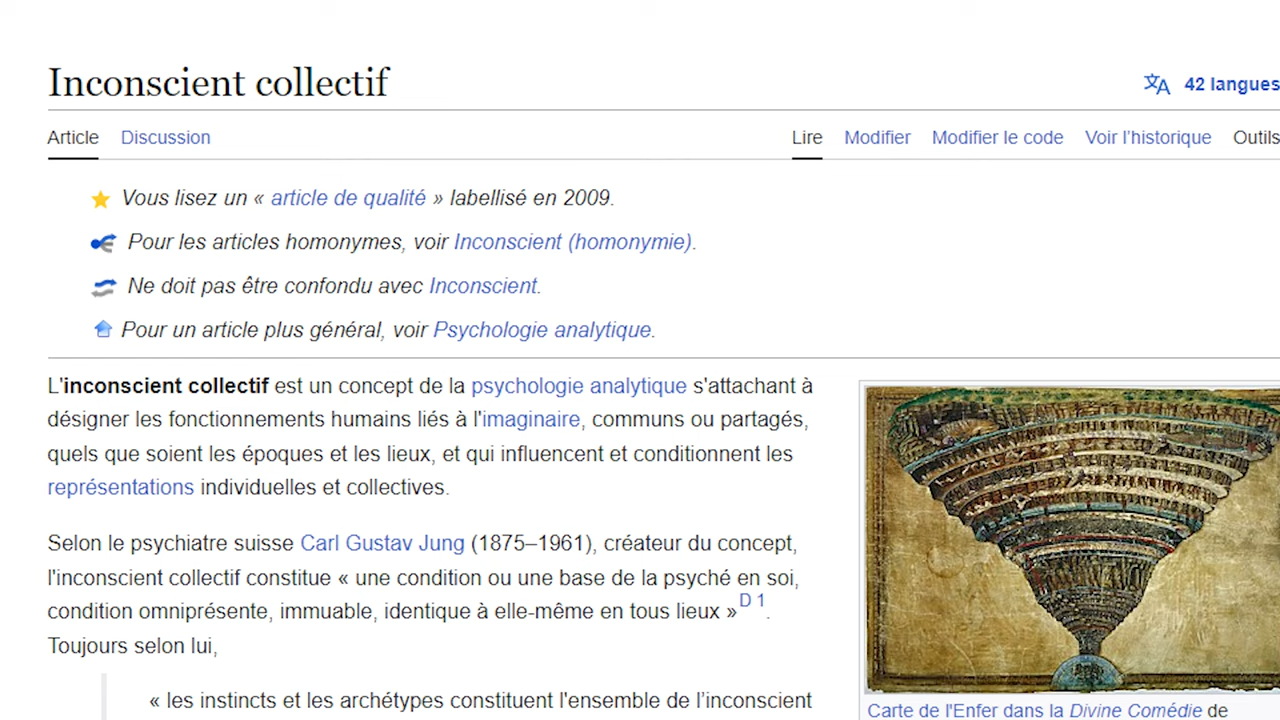 Inconscient collectif
42 langues
Article Discussion Lire Modifier Modifier le code Voir l’historique Outils
Vous lisez un « article de qualité » labellisé en 2009.
Pour les articles homonymes, voir Inconscient (homonymie).
Ne doit pas être confondu avec Inconscient.
Pour un article plus général, voir Psychologie analytique.
L'inconscient collectif est un concept de la psychologie analytique s'attachant à
désigner les fonctionnements humains liés à l'imaginaire, communs ou partagés,
quels que soient les époques et les lieux, et qui influencent et conditionnent les
représentations individuelles et collectives.
Selon le psychiatre suisse Carl Gustav Jung (1875–1961), créateur du concept,
l'inconscient collectif constitue « une condition ou une base de la psyché en soi,
condition omniprésente, immuable, identique à elle-même en tous lieux » D 1.
Toujours selon lui,
« les instincts et les archétypes constituent l'ensemble de l’inconscient
Carte de l'Enfer dans la Divine Comédie de